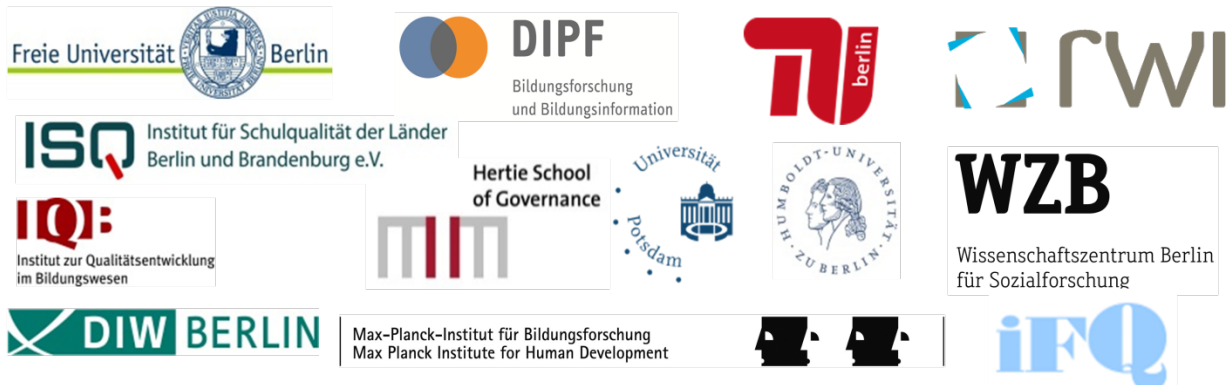 Freie Universität Berlin
DIPF
Bildungsforschung
und Bildungsinformation
TU berlin
rwi
ISQ
Institut für Schulqualität der Länder
Berlin und Brandenburg e.V.
Hertie School
of Governance
Universität
Potsdam
HUMBOLDT-UNIVERSITÄT
ZU BERLIN
WZB
Wissenschaftszentrum Berlin
für Sozialforschung
IQB
Institut zur Qualitätsentwicklung
im Bildungswesen
DIW BERLIN
Max-Planck-Institut für Bildungsforschung
Max Planck Institute for Human Development
iFQ